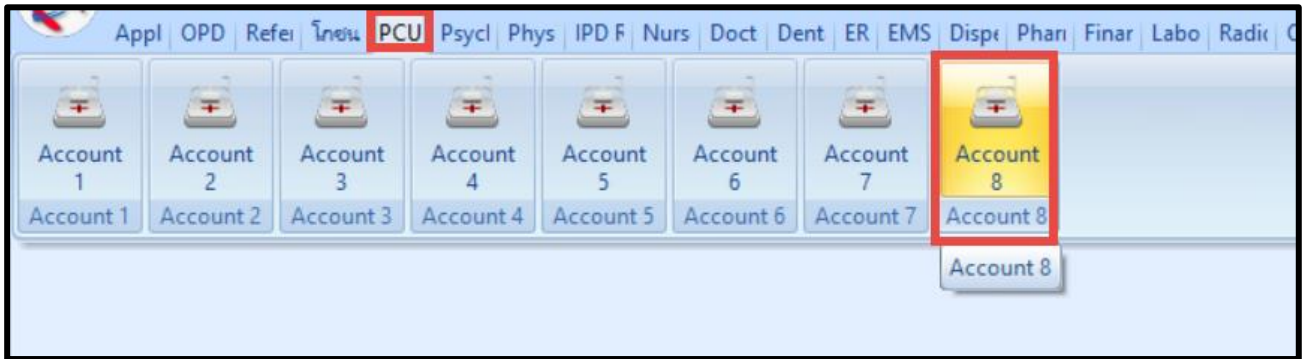 Appl OPD Refe โภชน PCU Psycl Phys IPD F Nurs Doct Dent ER EMS Dispe Phar Finar Labo Radic
Account Account Account Account Account Account Account Account
1 2 3 4 5 6 7 8
Account 1 Account 2 Account 3 Account 4 Account 5 Account 6 Account 7 Account 8
Account 8